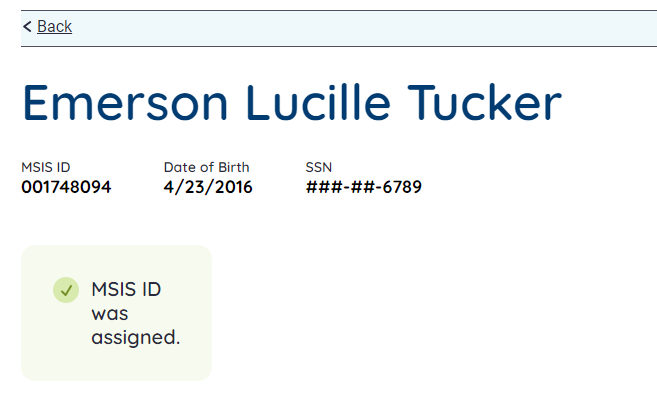 < Back
Emerson Lucille Tucker
MSIS ID Date of Birth SSN
001748094 4/23/2016 ###-##-6789
MSIS ID
was
assigned.